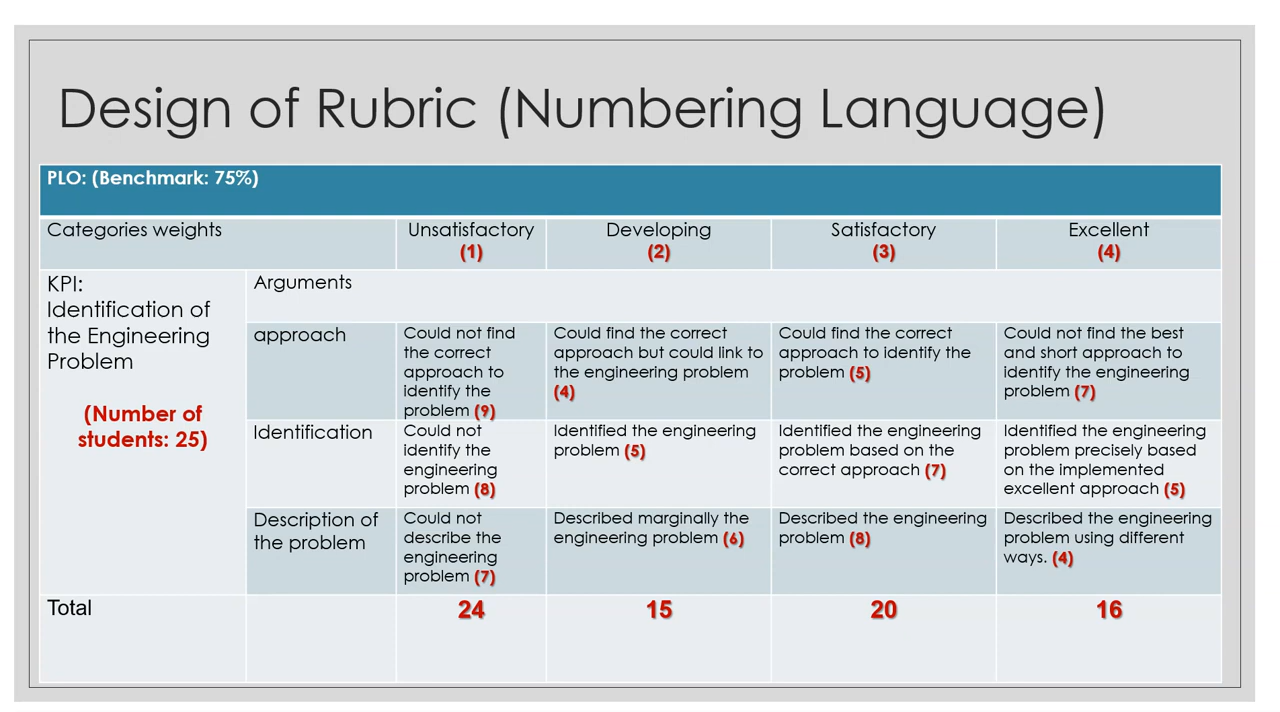 Design of Rubric (Numbering Language)
PLO: (Benchmark: 75%)
Categories weights
Unsatisfactory
(1)
Developing
(2)
Satisfactory
(3)
Excellent
(4)
KPI:
Identification of
the Engineering
Problem
(Number of
students: 25)
Arguments
approach
Could not find
the correct
approach to
identify the
problem (9)
Could find the correct
approach but could link to
the engineering problem
(4)
Could find the correct
approach to identify the
problem (5)
Could not find the best
and short approach to
identify the engineering
problem (7)
Identification
Could not
identify the
engineering
problem (8)
Identified the engineering
problem (5)
Identified the engineering
problem based on the
correct approach (7)
Identified the engineering
problem precisely based
on the implemented
excellent approach (5)
Description of
the problem
Could not
describe the
engineering
problem (7)
Described marginally the
engineering problem (6)
Described the engineering
problem (8)
Described the engineering
problem using different
ways. (4)
Total
24
15
20
16